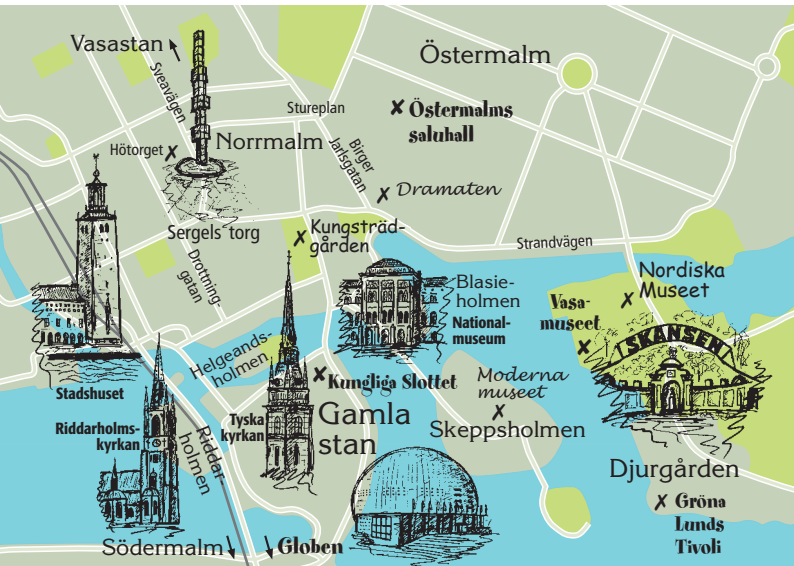 Vasastan
Östermalm
Sveavägen
Stureplan
Östermalms
saluhall
Hötorget
Norrmalm
Birger
Jarlsgatan
Dramaten
Sergels torg
Kungsträd-
gården
Strandvägen
Drottning-
gatan
Blasie-
holmen
National-
museum
Nordiska
Museet
Vasa-
museet
SKANSEN
Helgeands-
holmen
Stadshuset
Kungliga Slottet
Moderna
museet
Gamla
stan
Tyska
kyrkan
Skeppsholmen
Riddarholms-
kyrkan
Riddar-
holmen
Djurgården
Gröna
Lunds
Tivoli
Södermalm
Globen